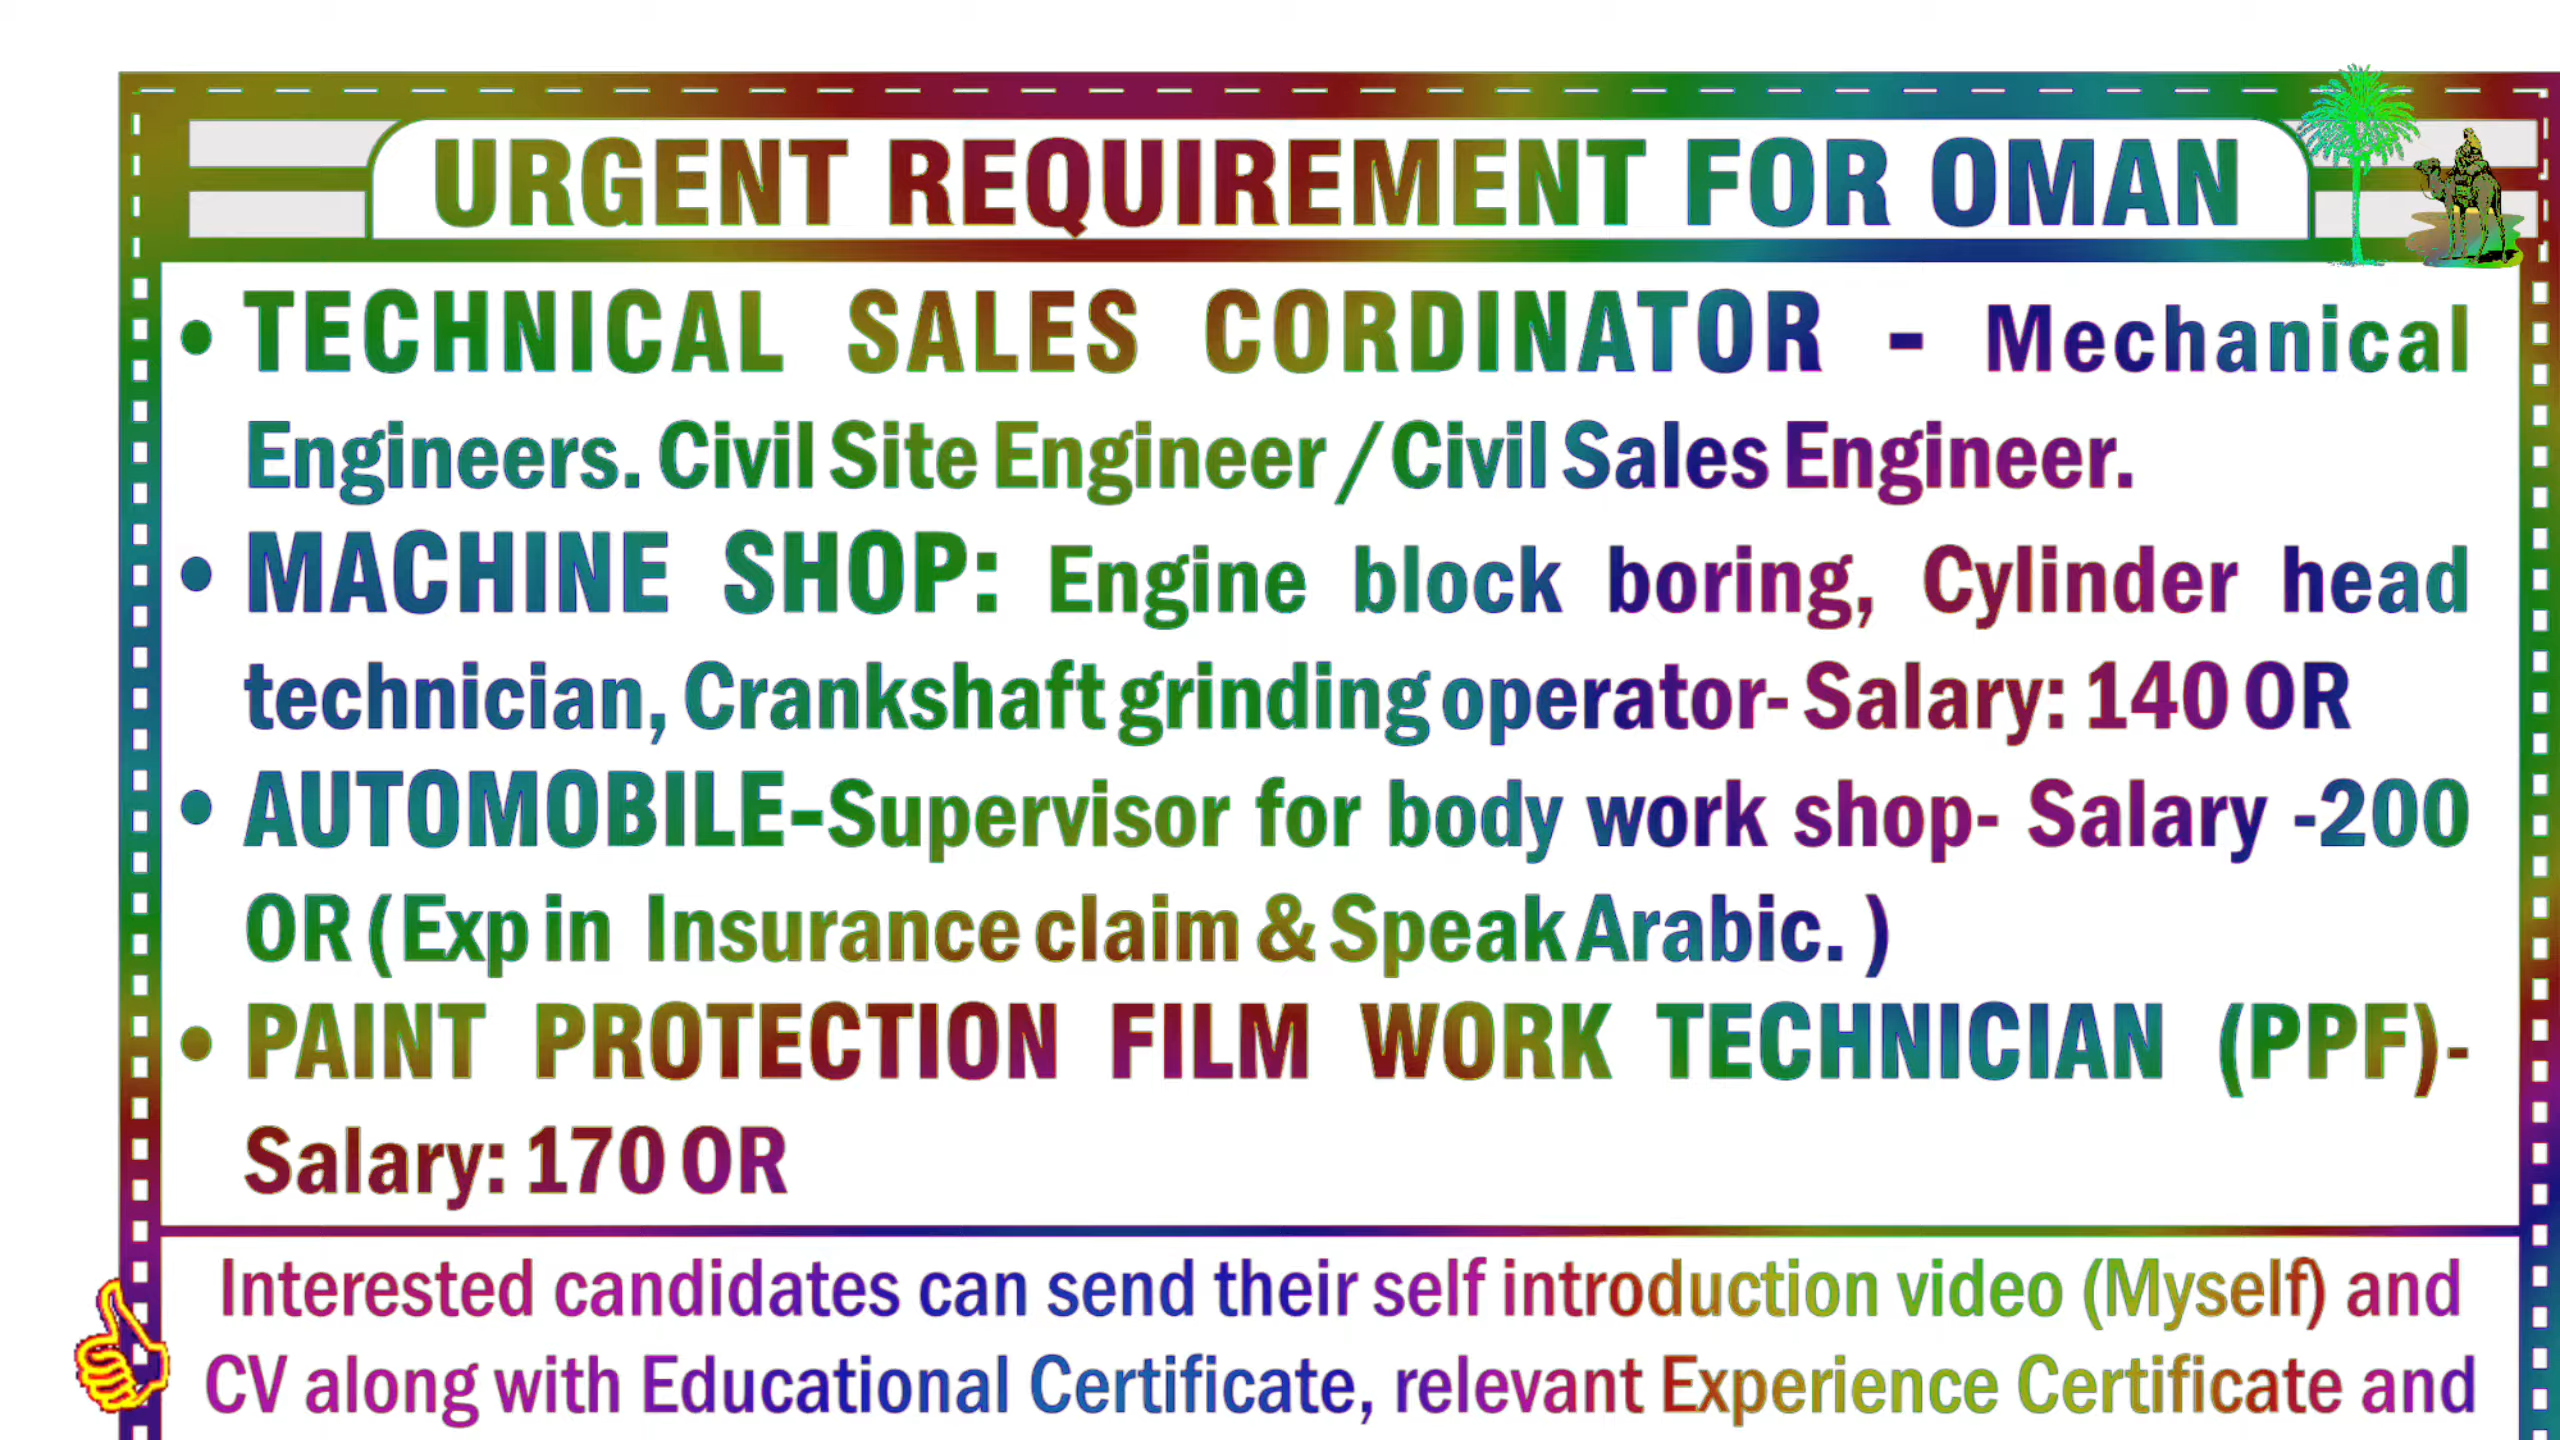 URGENT REQUIREMENT FOR OMAN
• TECHNICAL SALES CORDINATOR - Mechanical
Engineers. Civil Site Engineer / Civil Sales Engineer.
• MACHINE SHOP: Engine block boring, Cylinder head
technician, Crankshaft grinding operator- Salary: 140 OR
• AUTOMOBILE-Supervisor for body work shop- Salary -200
OR ( Exp in Insurance claim & Speak Arabic. )
• PAINT PROTECTION FILM WORK TECHNICIAN (PPF)-
Salary: 170 OR
Interested candidates can send their self introduction video (Myself) and
CV along with Educational Certificate, relevant Experience Certificate and